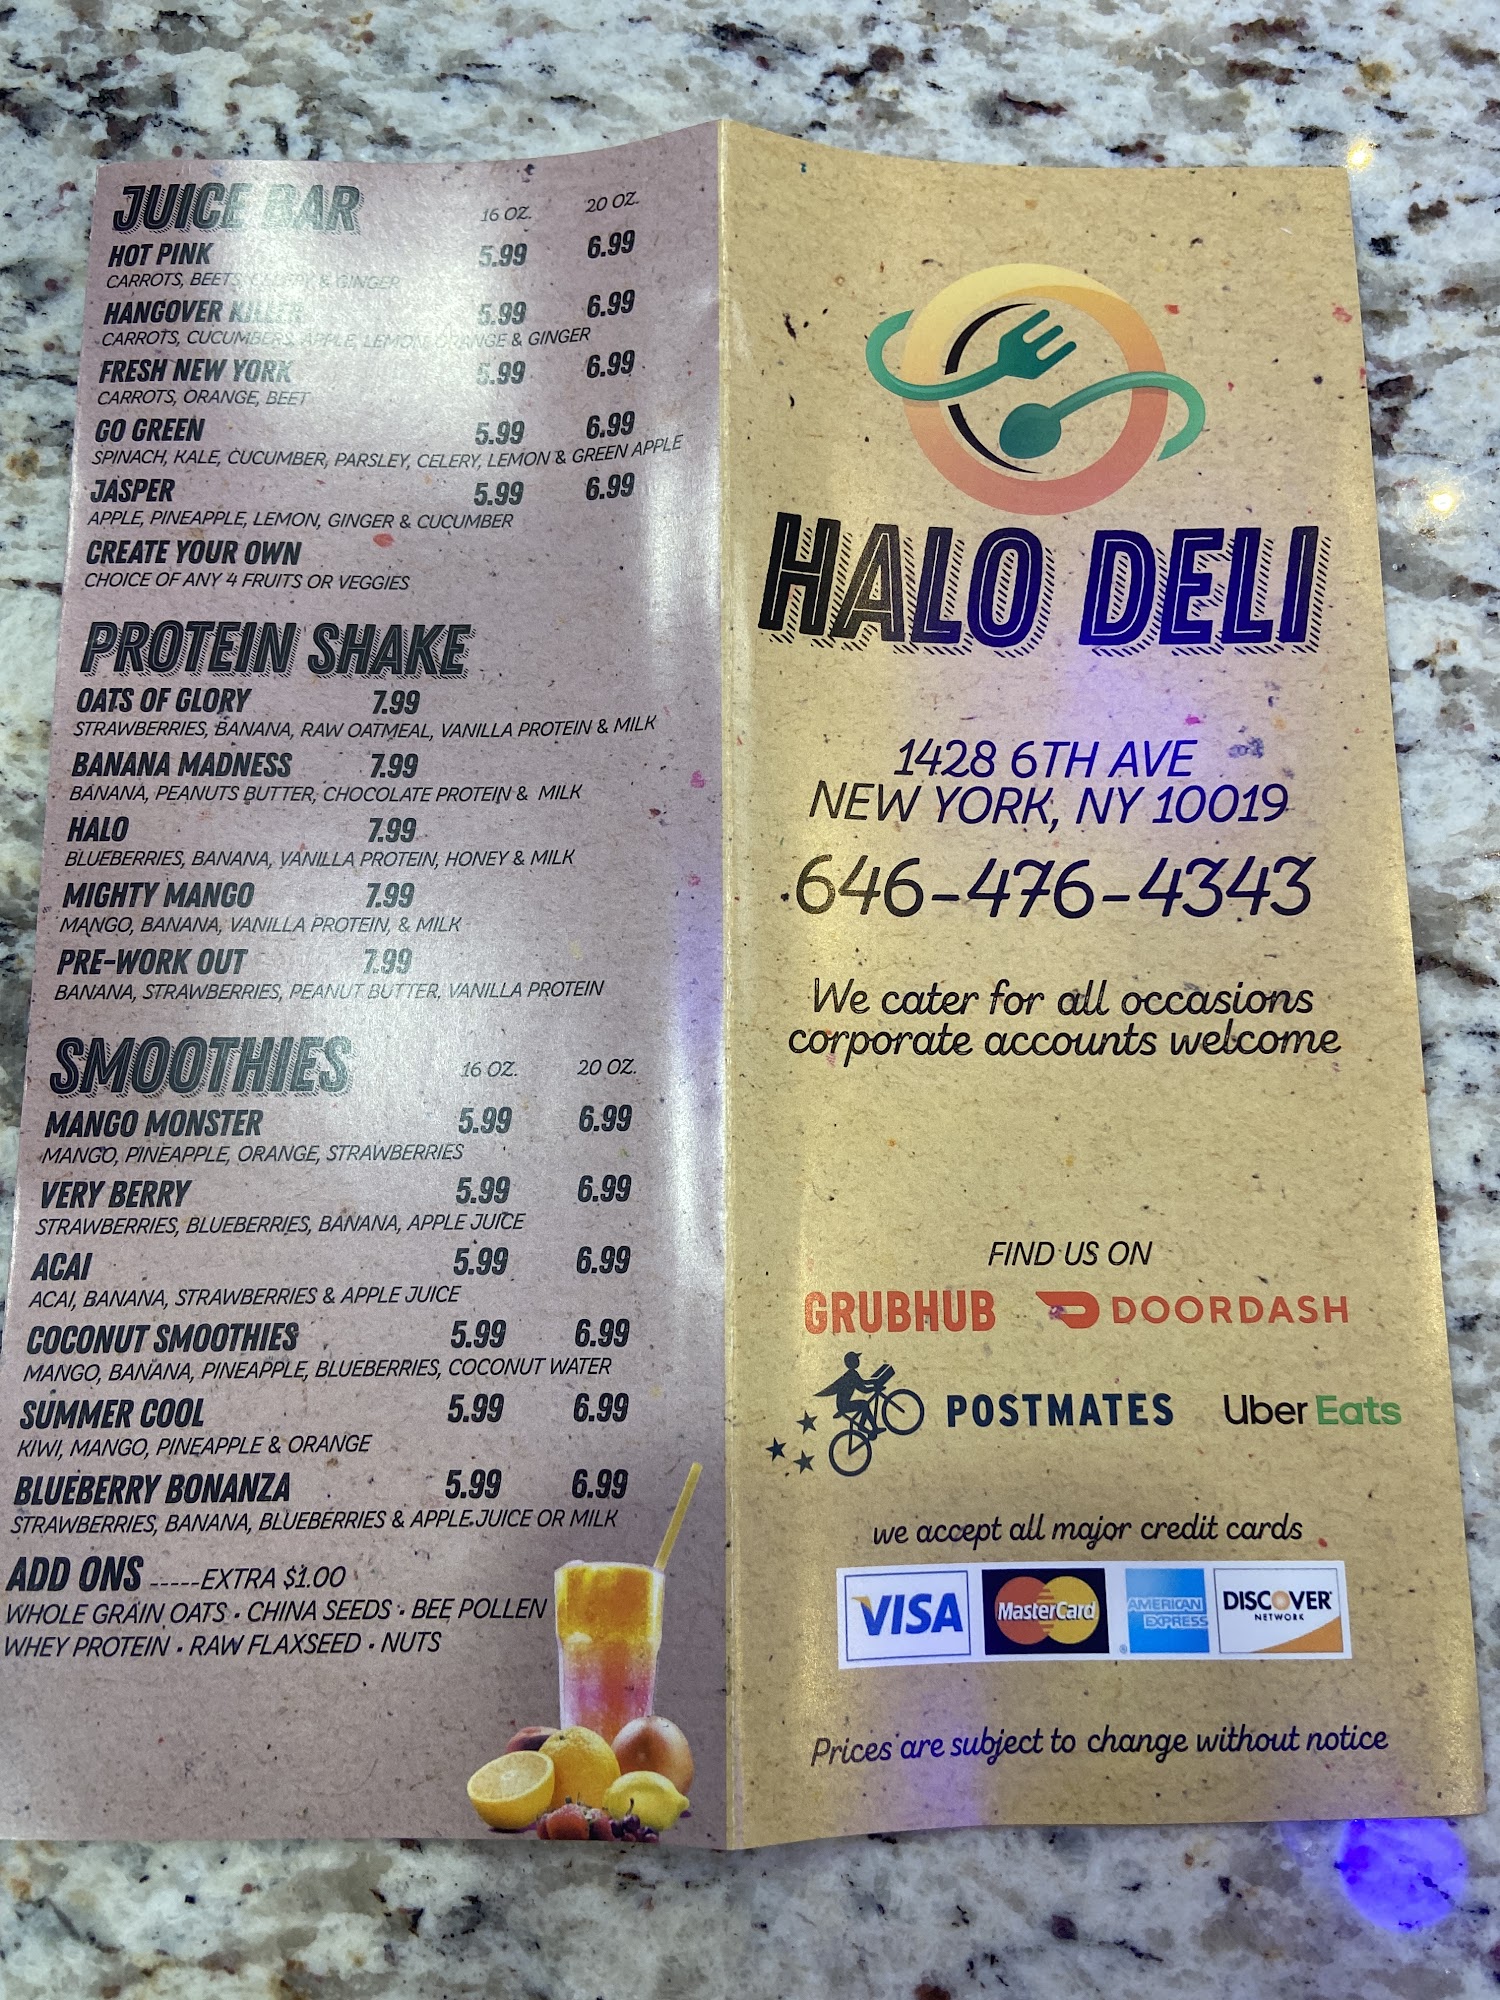 JUICE BAR 16 OZ. 20 OZ.
HOT PINK 5.99 6.99
CARROTS, BEETS, CELERY & GINGER
HANGOVER KILLER 5.99 6.99
CARROTS, CUCUMBERS, APPLE, LEMON, ORANGE & GINGER
FRESH NEW YORK 5.99 6.99
CARROTS, ORANGE, BEET
GO GREEN 5.99 6.99
SPINACH, KALE, CUCUMBER, PARSLEY, CELERY, LEMON & GREEN APPLE
JASPER 5.99 6.99
APPLE, PINEAPPLE, LEMON, GINGER & CUCUMBER
CREATE YOUR OWN
CHOICE OF ANY 4 FRUITS OR VEGGIES
PROTEIN SHAKE
OATS OF GLORY 7.99
STRAWBERRIES, BANANA, RAW OATMEAL, VANILLA PROTEIN & MILK
BANANA MADNESS 7.99
BANANA, PEANUTS BUTTER, CHOCOLATE PROTEIN & MILK
HALO 7.99
BLUEBERRIES, BANANA, VANILLA PROTEIN, HONEY & MILK
MIGHTY MANGO 7.99
MANGO, BANANA, VANILLA PROTEIN, & MILK
PRE-WORK OUT 7.99
BANANA, STRAWBERRIES, PEANUT BUTTER, VANILLA PROTEIN
SMOOTHIES 16 OZ. 20 OZ.
MANGO MONSTER 5.99 6.99
MANGO, PINEAPPLE, ORANGE, STRAWBERRIES
VERY BERRY 5.99 6.99
STRAWBERRIES, BLUEBERRIES, BANANA, APPLE JUICE
ACAI 5.99 6.99
ACAI, BANANA, STRAWBERRIES & APPLE JUICE
COCONUT SMOOTHIES 5.99 6.99
MANGO, BANANA, PINEAPPLE, BLUEBERRIES, COCONUT WATER
SUMMER COOL 5.99 6.99
KIWI, MANGO, PINEAPPLE & ORANGE
BLUEBERRY BONANZA 5.99 6.99
STRAWBERRIES, BANANA, BLUEBERRIES & APPLE JUICE OR MILK
ADD ONS -----EXTRA $1.00
WHOLE GRAIN OATS • CHINA SEEDS • BEE POLLEN
WHEY PROTEIN • RAW FLAXSEED • NUTS
HALO DELI
1428 6TH AVE
NEW YORK, NY 10019
646-476-4343
We cater for all occasions
corporate accounts welcome
FIND US ON
GRUBHUB DOORDASH
POSTMATES Uber Eats
we accept all major credit cards
VISA MasterCard AMERICAN EXPRESS DISCOVER NETWORK
Prices are subject to change without notice